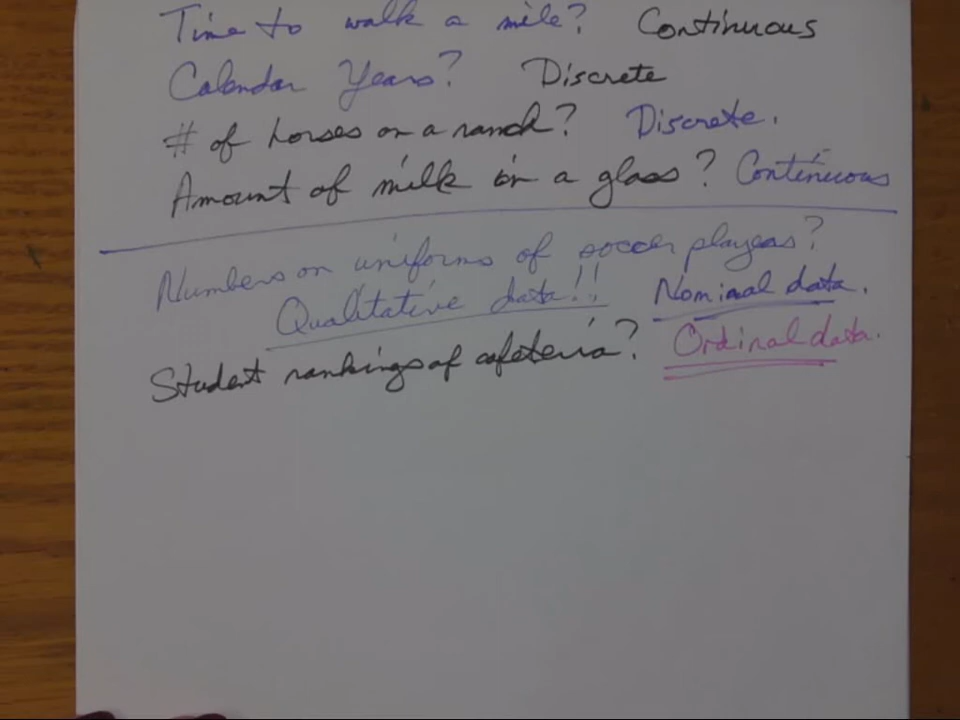 Time to walk a mile? Continuous
Calendar Years? Discrete
# of horses on a ranch? Discrete.
Amount of milk in a glass? Continuous
Numbers on uniforms of soccer players?
Qualitative data!! Nominal data.
Student rankings of cafeteria? Ordinal data.